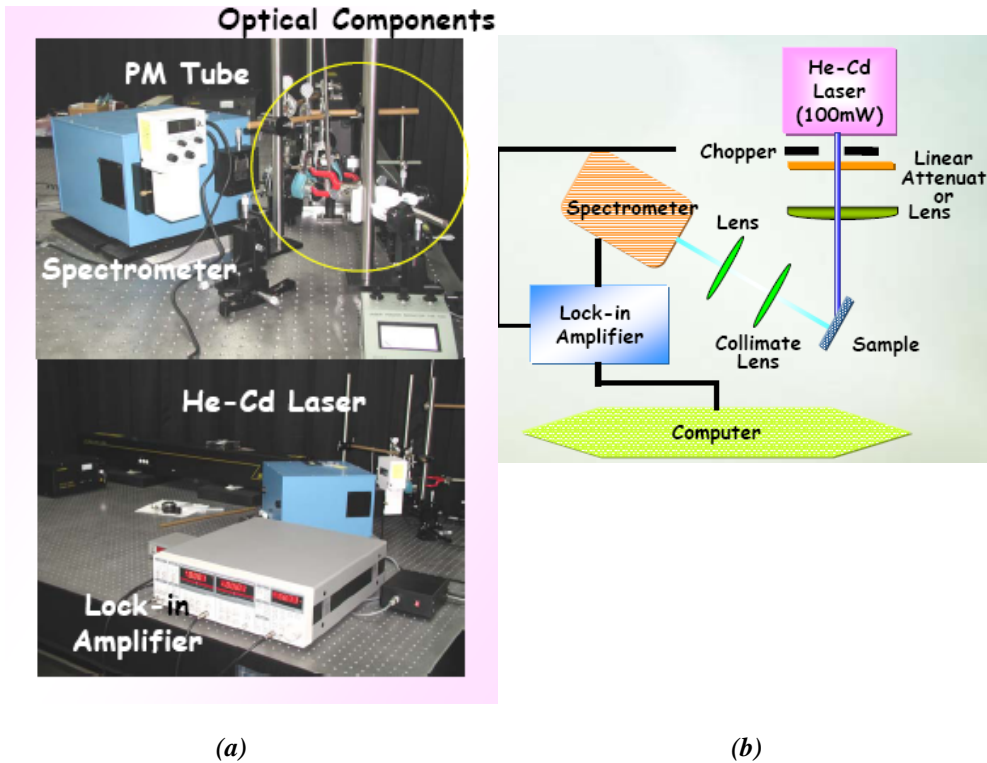 Optical Components
PM Tube
Spectrometer
He-Cd Laser
Lock-in
Amplifier
He-Cd
Laser
(100mW)
Chopper
Linear
Attenuat
or
Lens
Spectrometer
Lens
Lock-in
Amplifier
Collimate
Lens
Sample
Computer
(a)
(b)